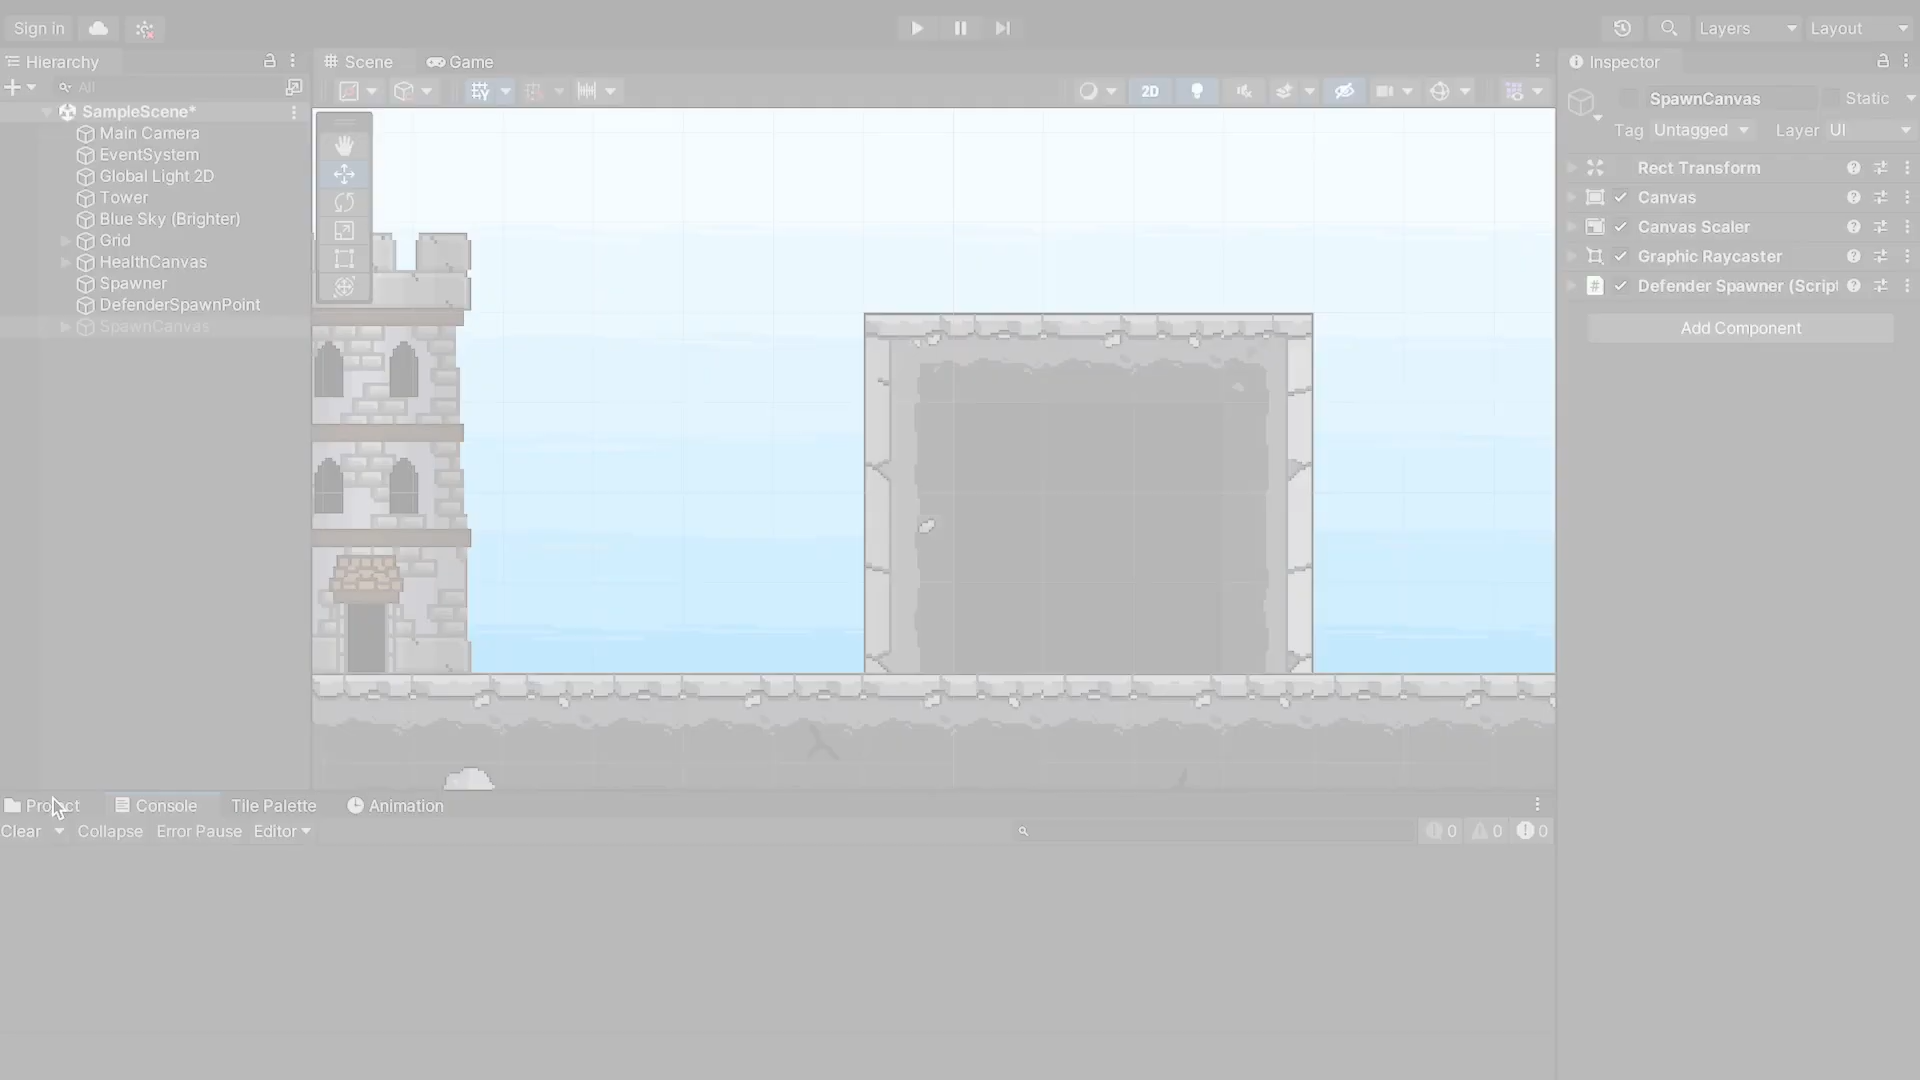 Sign in
Layers
Layout
Hierarchy
Scene
Game
Inspector
All
2D
SpawnCanvas
Static
SampleScene*
Main Camera
EventSystem
Global Light 2D
Tower
Blue Sky (Brighter)
Grid
HealthCanvas
Spawner
DefenderSpawnPoint
SpawnCanvas
Tag Untagged
Layer UI
Rect Transform
Canvas
Canvas Scaler
Graphic Raycaster
Defender Spawner (Script
Add Component
Project
Console
Tile Palette
Animation
Clear
Collapse
Error Pause
Editor
0
0
0